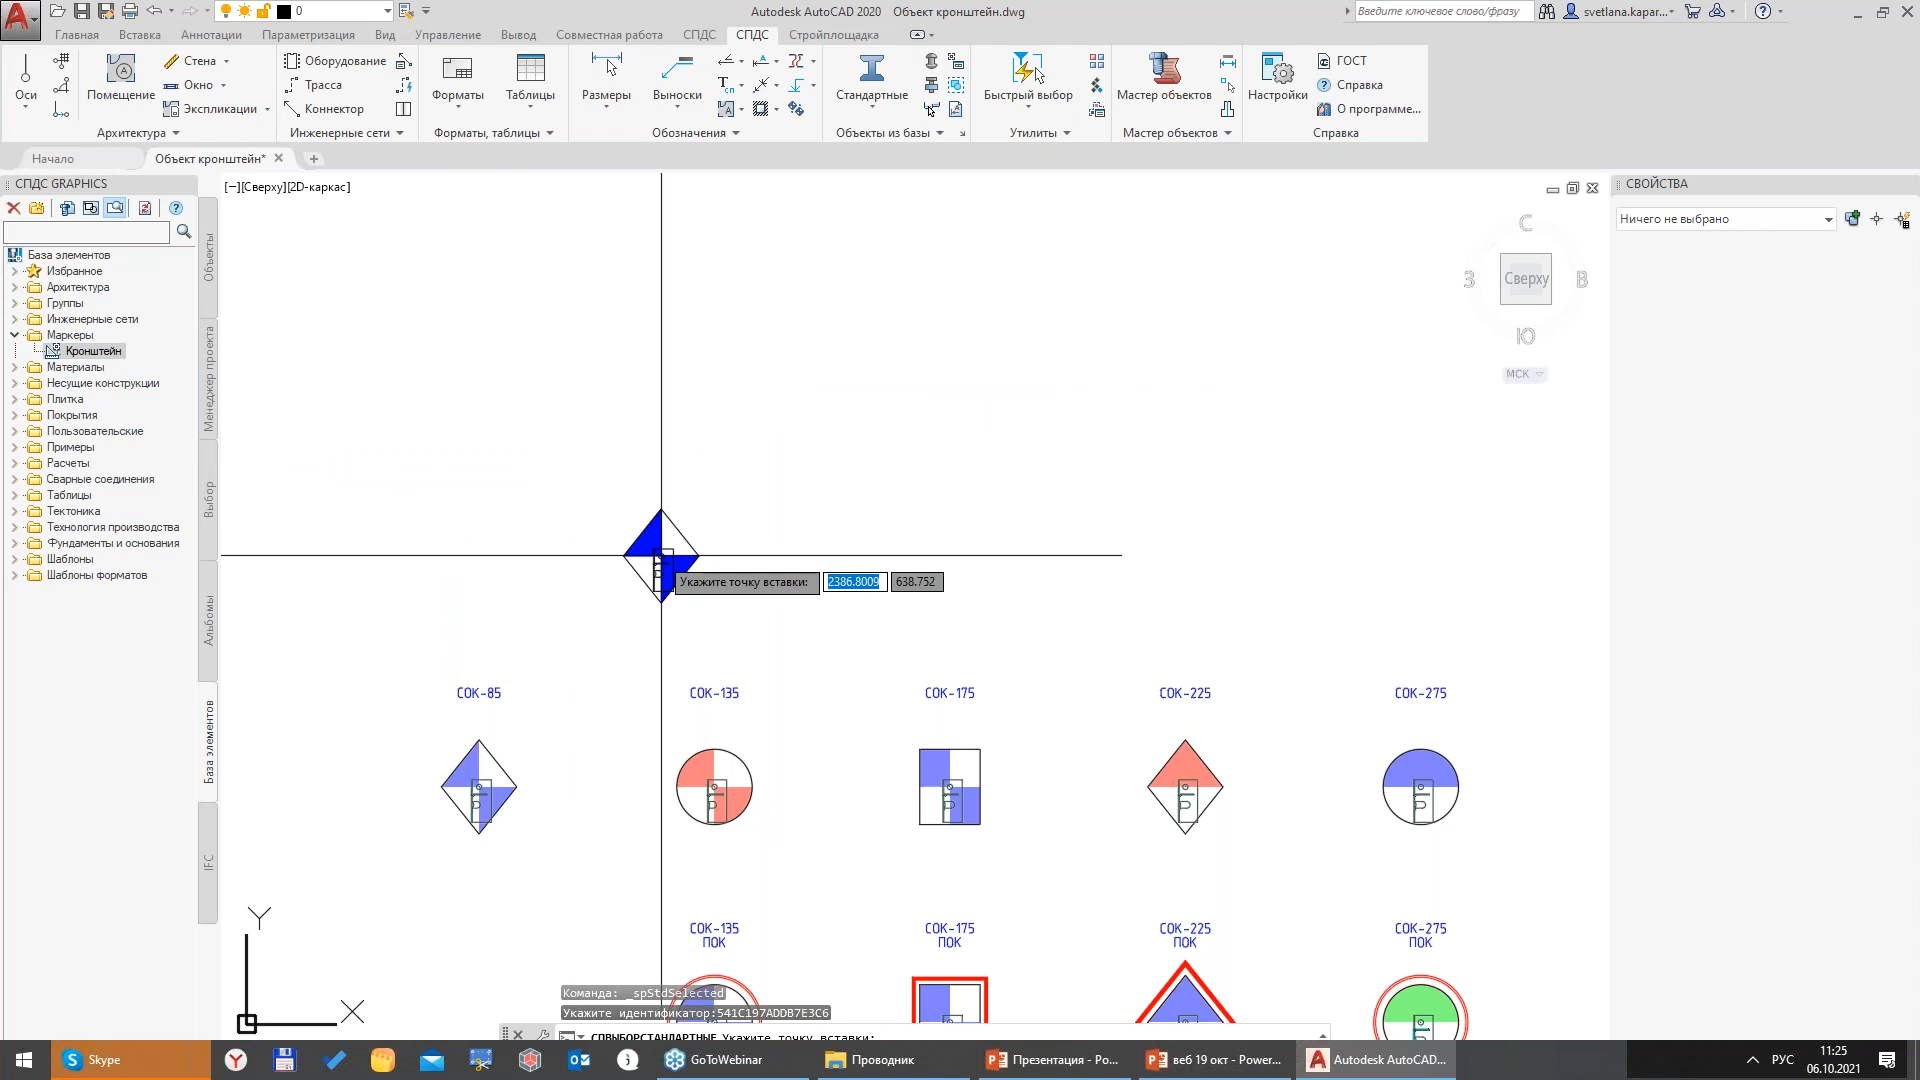 0
Autodesk AutoCAD 2020 Объект кронштейн.dwg
Введите ключевое слово/фразу
svetlana.kapar...
Главная Вставка Аннотации Параметризация Вид Управление Вывод Совместная работа СПДС СПДС Стройплощадка
Оси
Помещение
Стена
Окно
Экспликации
Оборудование
Трасса
Коннектор
Форматы
Таблицы
Размеры
Выноски
Стандартные
Быстрый выбор
Мастер объектов
Настройки
ГОСТ
Справка
О программе...
Архитектура
Инженерные сети
Форматы, таблицы
Обозначения
Объекты из базы
Утилиты
Мастер объектов
Справка
Начало
Объект кронштейн*
СПДС GRAPHICS
База элементов
Избранное
Архитектура
Группы
Инженерные сети
Маркеры
Кронштейн
Материалы
Несущие конструкции
Плитка
Покрытия
Пользовательские
Примеры
Расчеты
Сварные соединения
Таблицы
Тектоника
Технология производства
Фундаменты и основания
Шаблоны
Шаблоны форматов
Объекты
Менеджер проекта
Выбор
Альбомы
База элементов
IFC
[−][Сверху][2D-каркас]
С
З
Сверху
В
Ю
МСК
СВОЙСТВА
Ничего не выбрано
Укажите точку вставки: 2386.8009 638.752
СОК-85 СОК-135 СОК-175 СОК-225 СОК-275
СОК-135
ПОК
СОК-175
ПОК
СОК-225
ПОК
СОК-275
ПОК
Y
X
Команда: _spStdSelected
Укажите идентификатор:541C197ADDB7E3C6
СПВЫБОРСТАНДАРТНЫЕ Укажите точку вставки:
Skype
GoToWebinar
Проводник
Презентация - Po...
веб 19 окт - Power...
Autodesk AutoCAD...
РУС
11:25
06.10.2021